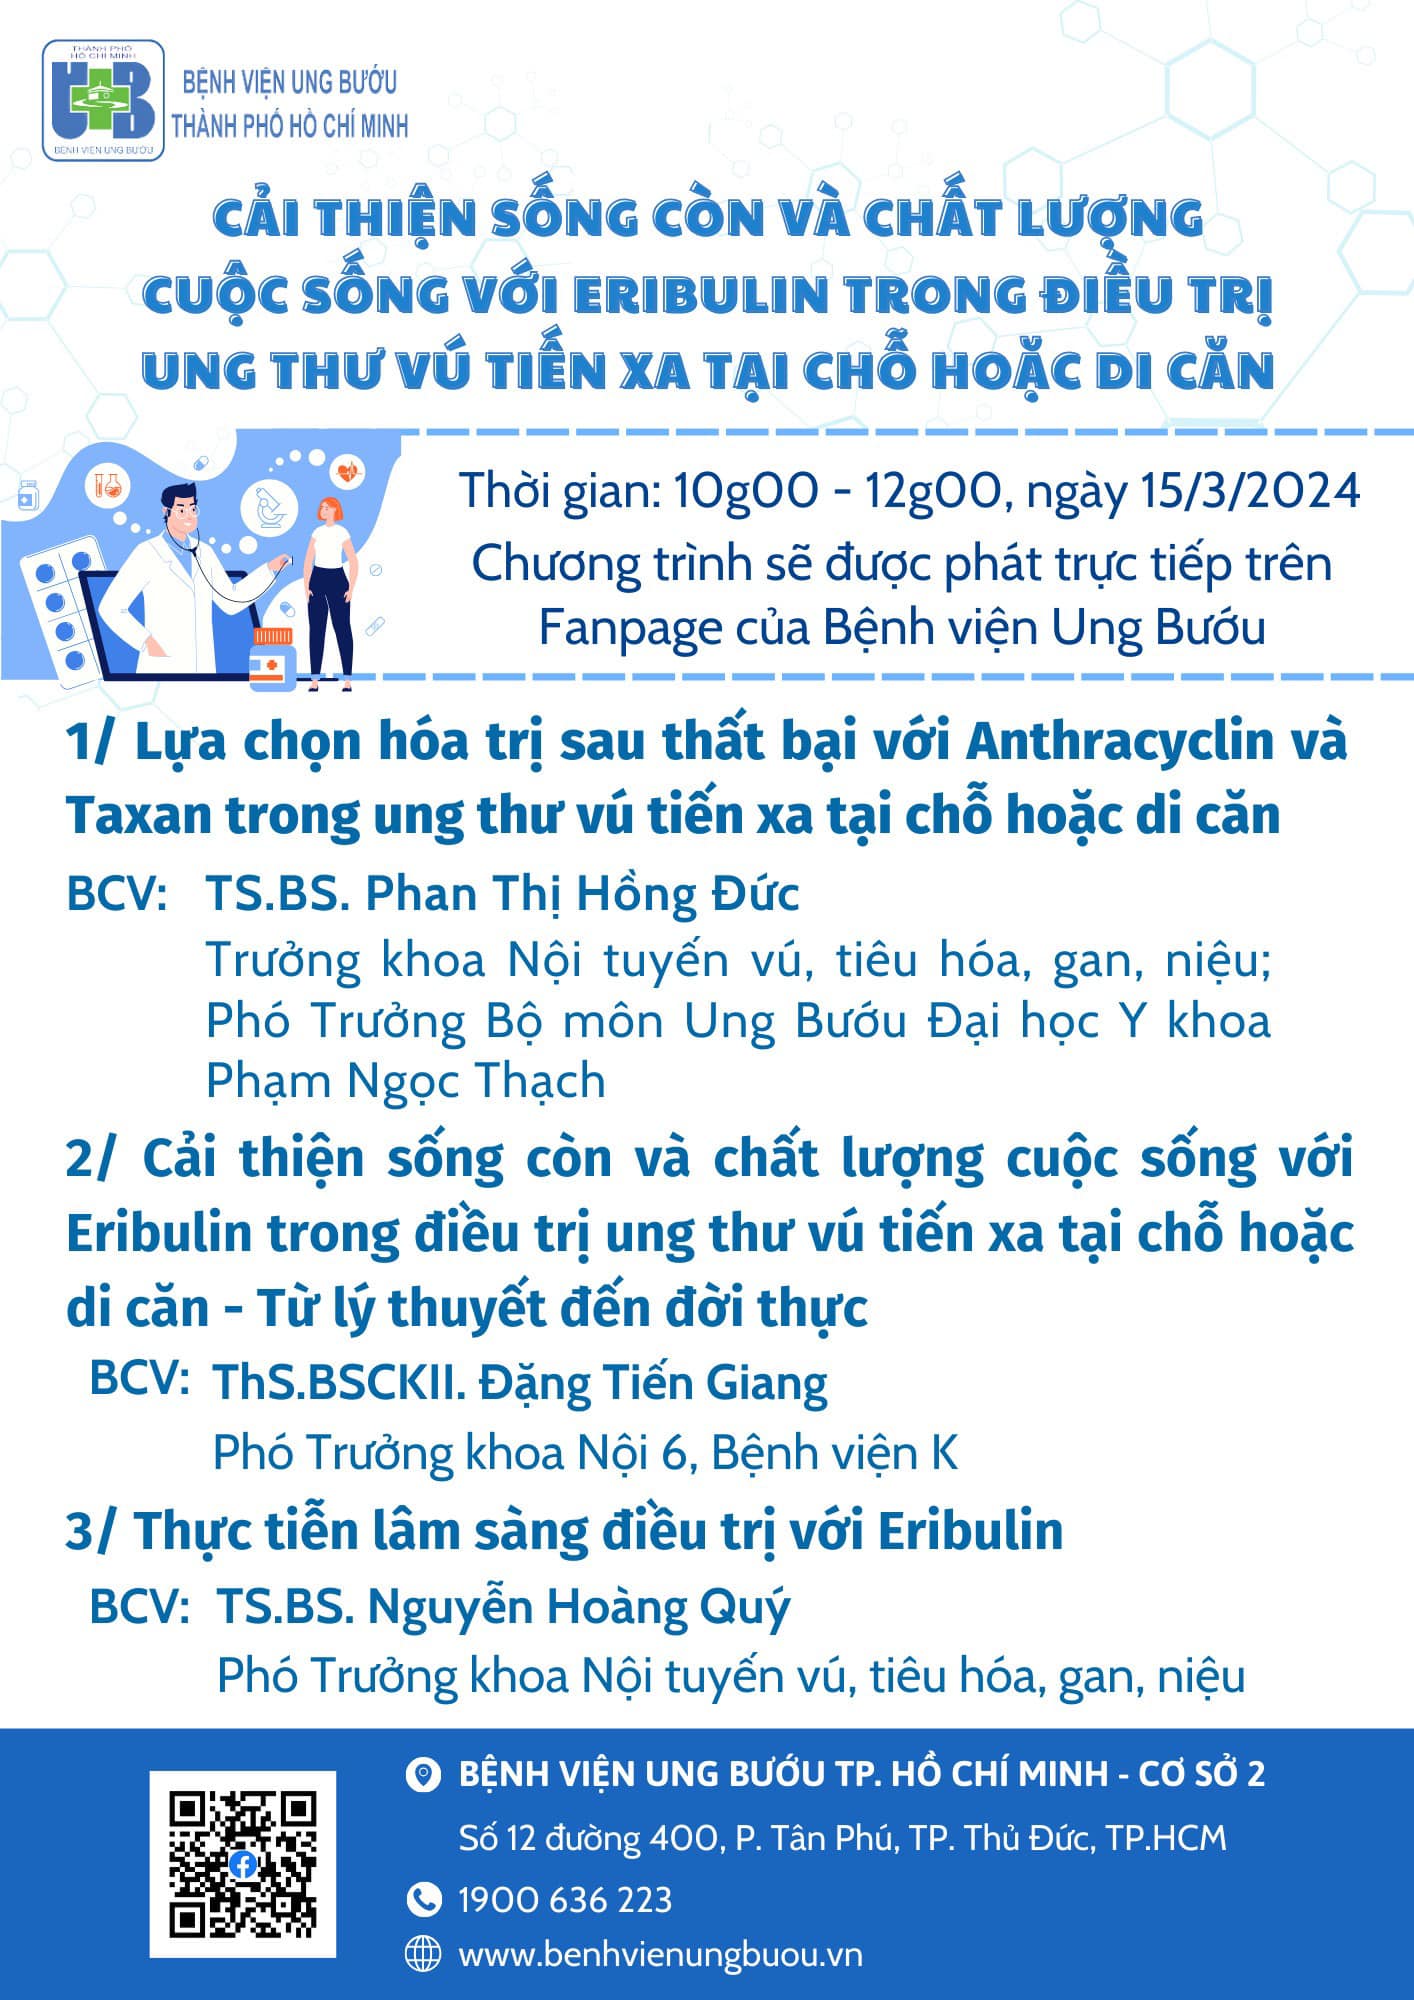 THÀNH PHỐ
HỒ CHÍ MINH
UB
BỆNH VIỆN UNG BƯỚU
BỆNH VIỆN UNG BƯỚU
THÀNH PHỐ HỒ CHÍ MINH
CẢI THIỆN SỐNG CÒN VÀ CHẤT LƯỢNG
CUỘC SỐNG VỚI ERIBULIN TRONG ĐIỀU TRỊ
UNG THƯ VÚ TIẾN XA TẠI CHỖ HOẶC DI CĂN
Thời gian: 10g00 - 12g00, ngày 15/3/2024
Chương trình sẽ được phát trực tiếp trên
Fanpage của Bệnh viện Ung Bướu
1/ Lựa chọn hóa trị sau thất bại với Anthracyclin và
Taxan trong ung thư vú tiến xa tại chỗ hoặc di căn
BCV: TS.BS. Phan Thị Hồng Đức
Trưởng khoa Nội tuyến vú, tiêu hóa, gan, niệu;
Phó Trưởng Bộ môn Ung Bướu Đại học Y khoa
Phạm Ngọc Thạch
2/ Cải thiện sống còn và chất lượng cuộc sống với
Eribulin trong điều trị ung thư vú tiến xa tại chỗ hoặc
di căn - Từ lý thuyết đến đời thực
BCV: ThS.BSCKII. Đặng Tiến Giang
Phó Trưởng khoa Nội 6, Bệnh viện K
3/ Thực tiễn lâm sàng điều trị với Eribulin
BCV: TS.BS. Nguyễn Hoàng Quý
Phó Trưởng khoa Nội tuyến vú, tiêu hóa, gan, niệu
BỆNH VIỆN UNG BƯỚU TP. HỒ CHÍ MINH - CƠ SỞ 2
Số 12 đường 400, P. Tân Phú, TP. Thủ Đức, TP.HCM
1900 636 223
www.benhvienungbuou.vn